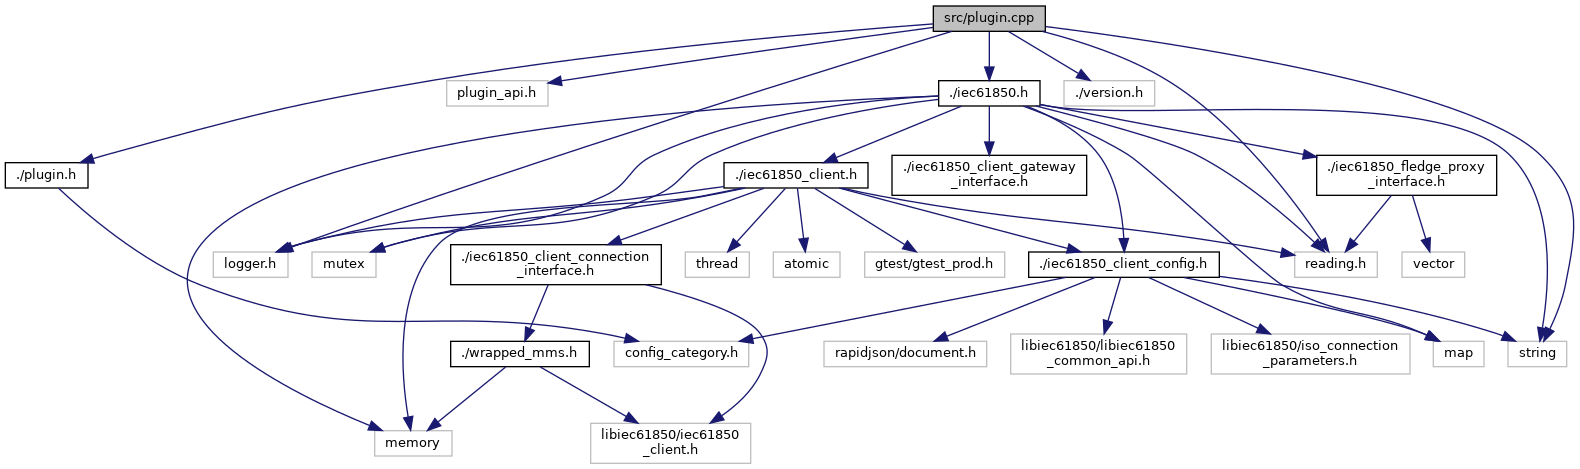 src/plugin.cpp
plugin_api.h
./iec61850.h
./version.h
./plugin.h
./iec61850_client.h
./iec61850_client_gateway
_interface.h
./iec61850_fledge_proxy
_interface.h
logger.h
mutex
./iec61850_client_connection
_interface.h
thread
atomic
gtest/gtest_prod.h
./iec61850_client_config.h
reading.h
vector
./wrapped_mms.h
config_category.h
rapidjson/document.h
libiec61850/libiec61850
_common_api.h
libiec61850/iso_connection
_parameters.h
map
string
memory
libiec61850/iec61850
_client.h